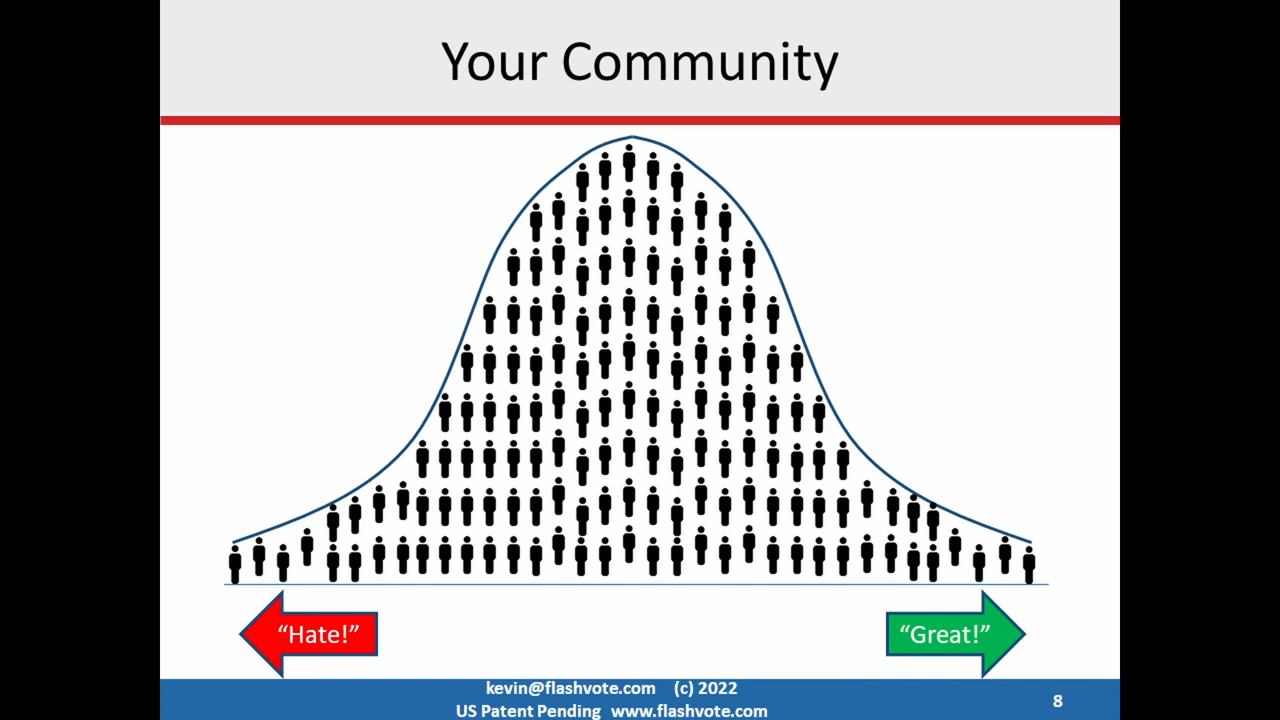 Your Community
“Hate!”
“Great!”
kevin@flashvote.com (c) 2022
US Patent Pending www.flashvote.com
8